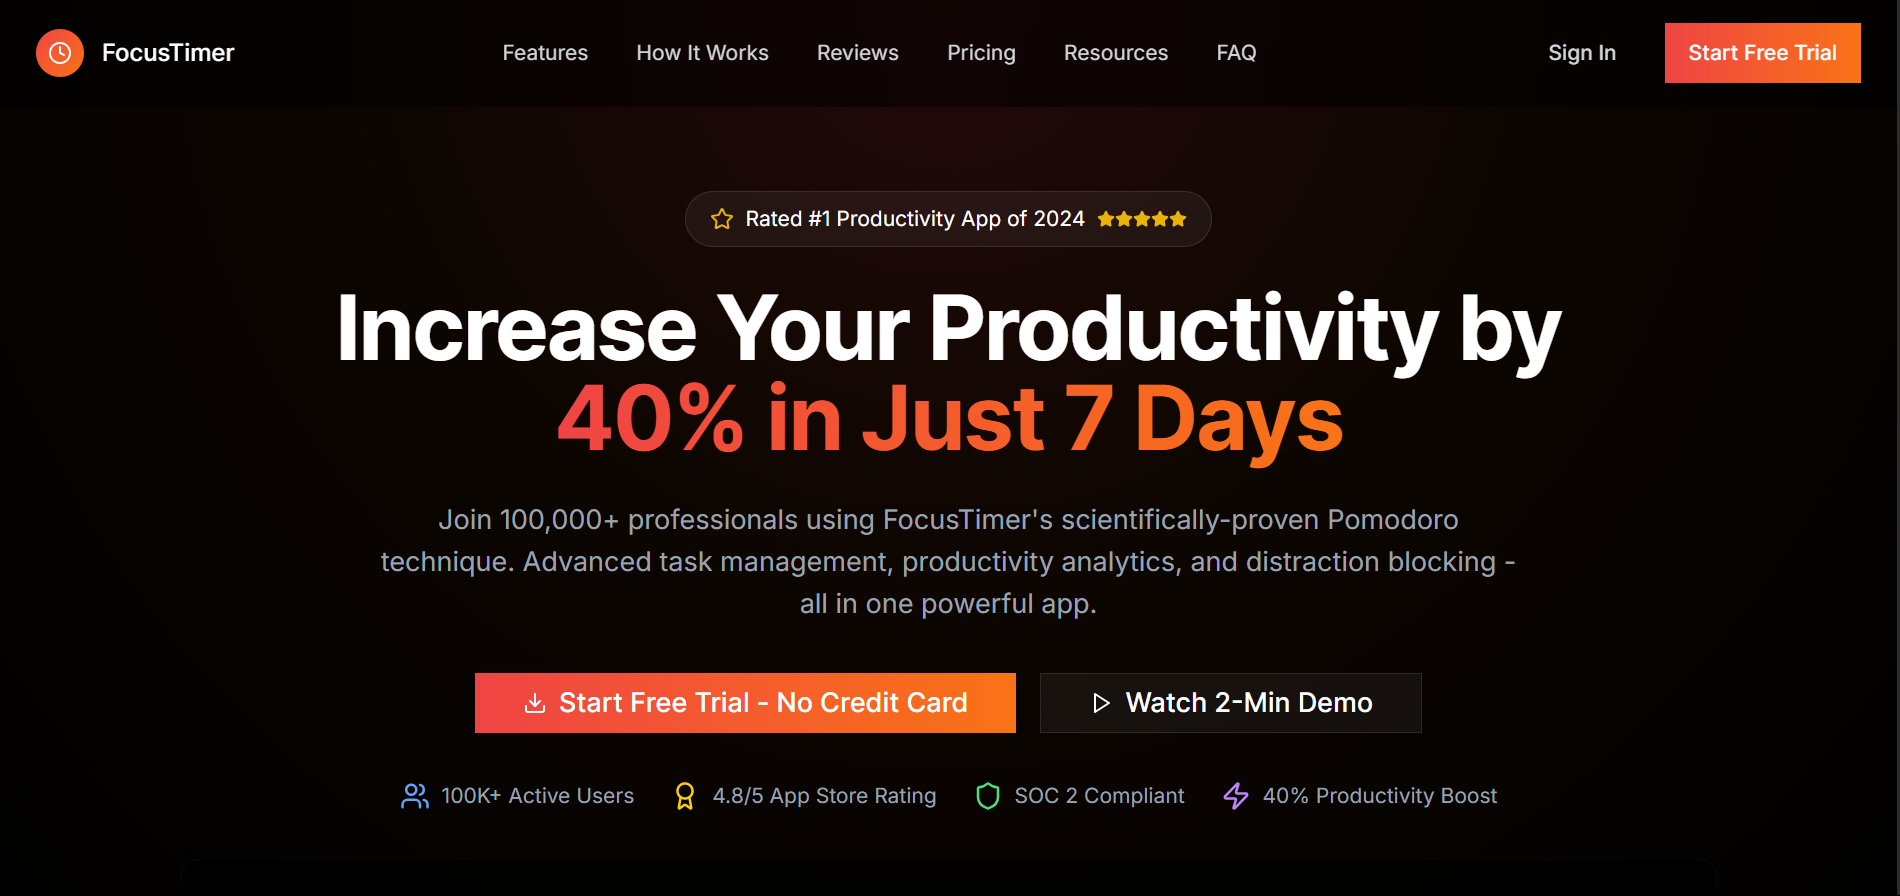 FocusTimer
Features
How It Works
Reviews
Pricing
Resources
FAQ
Sign In
Start Free Trial
Rated #1 Productivity App of 2024
Increase Your Productivity by
40% in Just 7 Days
Join 100,000+ professionals using FocusTimer's scientifically-proven Pomodoro
technique. Advanced task management, productivity analytics, and distraction blocking -
all in one powerful app.
Start Free Trial - No Credit Card
Watch 2-Min Demo
100K+ Active Users
4.8/5 App Store Rating
SOC 2 Compliant
40% Productivity Boost